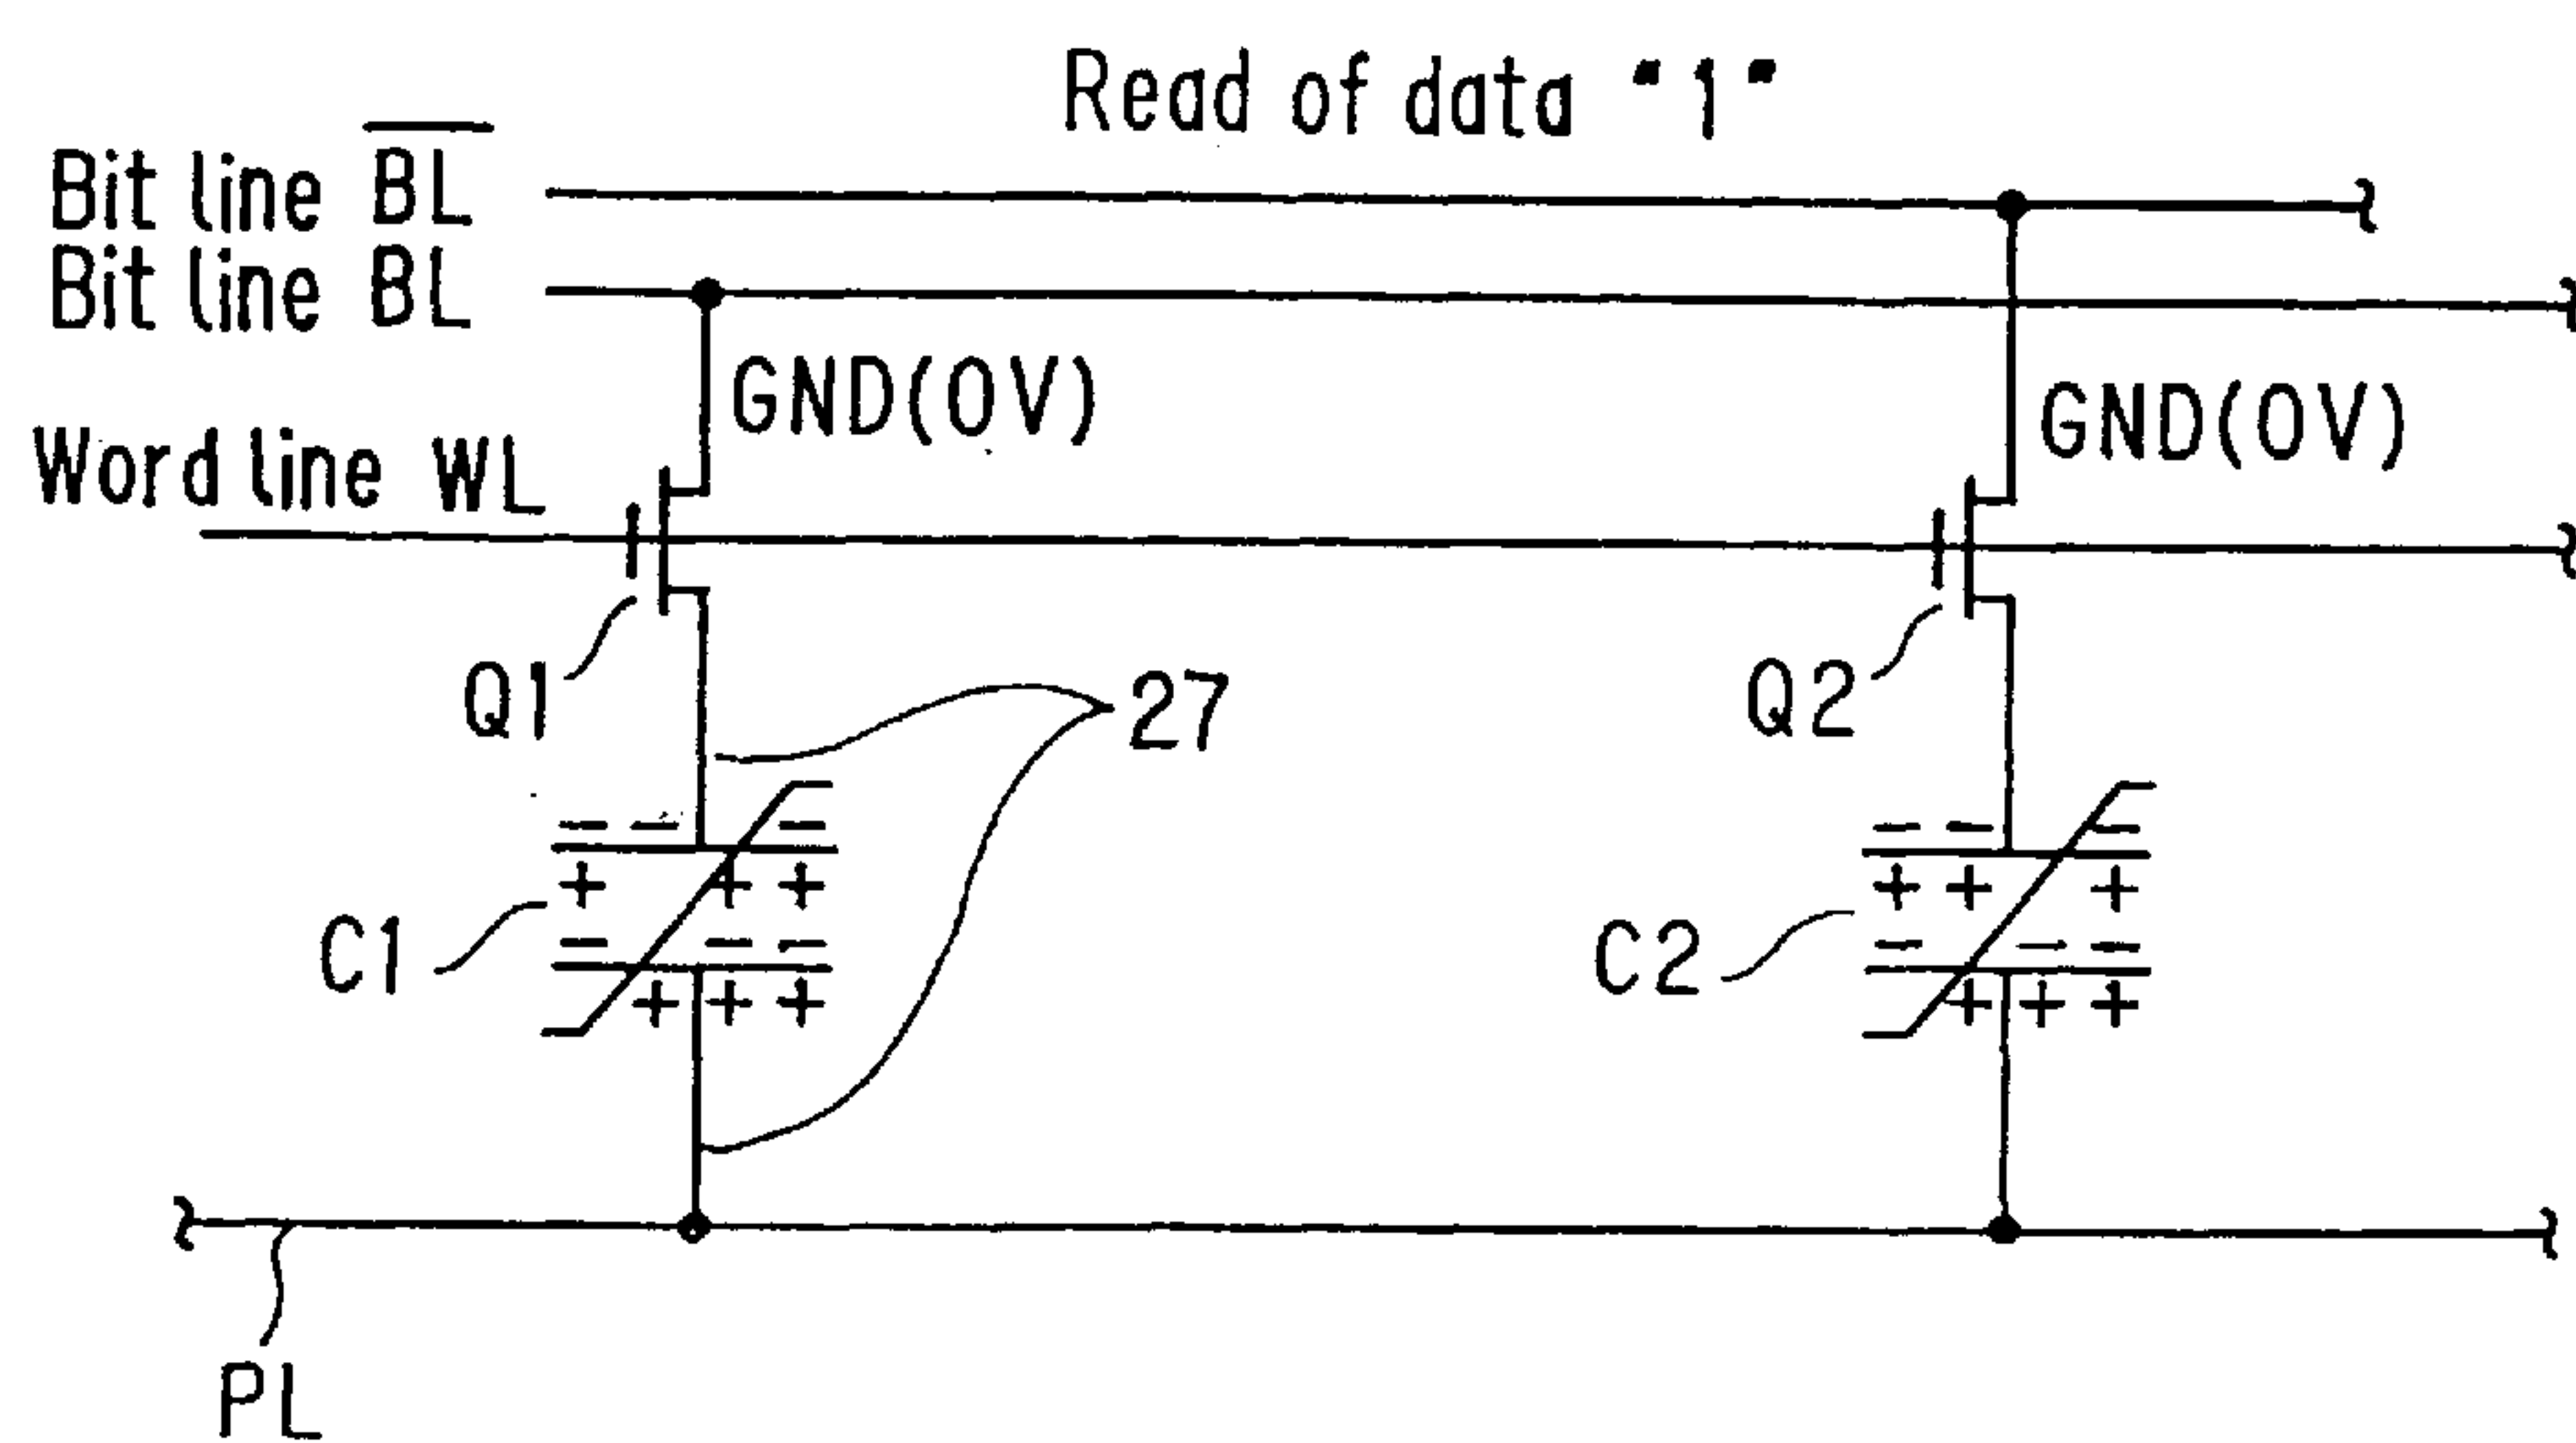 Read of data "1"
Bit line B̅L̅
Bit line BL
GND(0V)
GND(0V)
Word line WL
Q1
27
Q2
− − −
− − −
+ + +
+ + +
C1
− − −
C2
− − −
+ + +
+ + +
PL